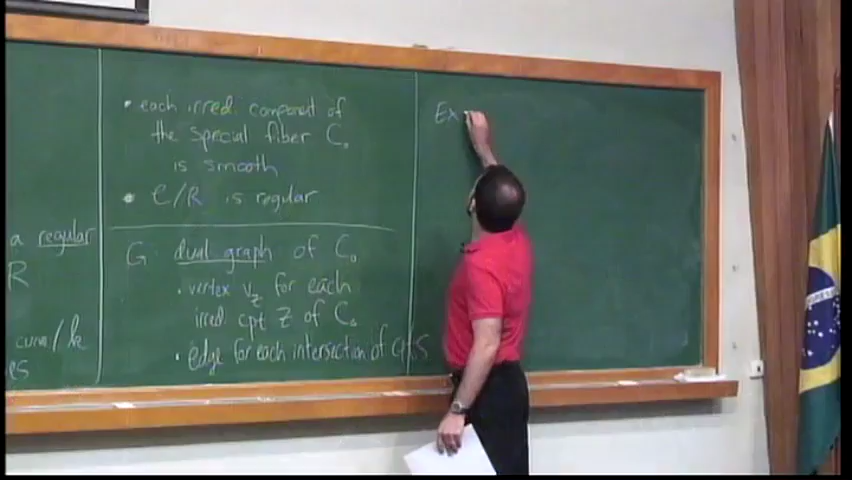 a regular
R
curve/k
es
• each irred. component of
the special fiber C₀
is smooth
• C/R is regular
G: dual graph of C₀
• vertex v_Z for each
irred cpt Z of C₀
• edge for each intersection of cpts
Ex